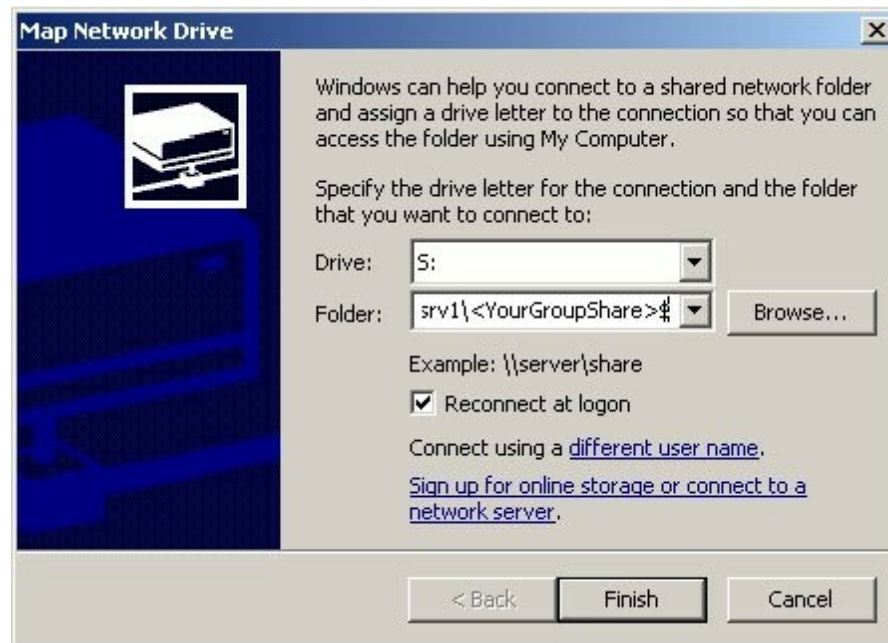 Map Network Drive
Windows can help you connect to a shared network folder
and assign a drive letter to the connection so that you can
access the folder using My Computer.
Specify the drive letter for the connection and the folder
that you want to connect to:
Drive: S:
Folder: srv1\<YourGroupShare>$ Browse...
Example: \\server\share
Reconnect at logon
Connect using a different user name.
Sign up for online storage or connect to a
network server.
< Back Finish Cancel